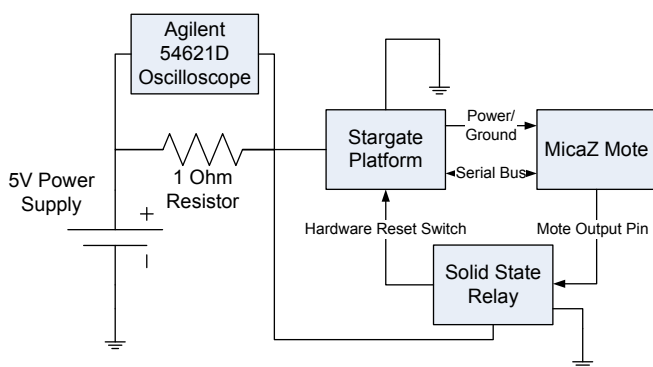 Agilent
54621D
Oscilloscope
5V Power
Supply
+
1 Ohm
Resistor
Stargate
Platform
Power/
Ground
Serial Bus
MicaZ Mote
Hardware Reset Switch
Mote Output Pin
Solid State
Relay